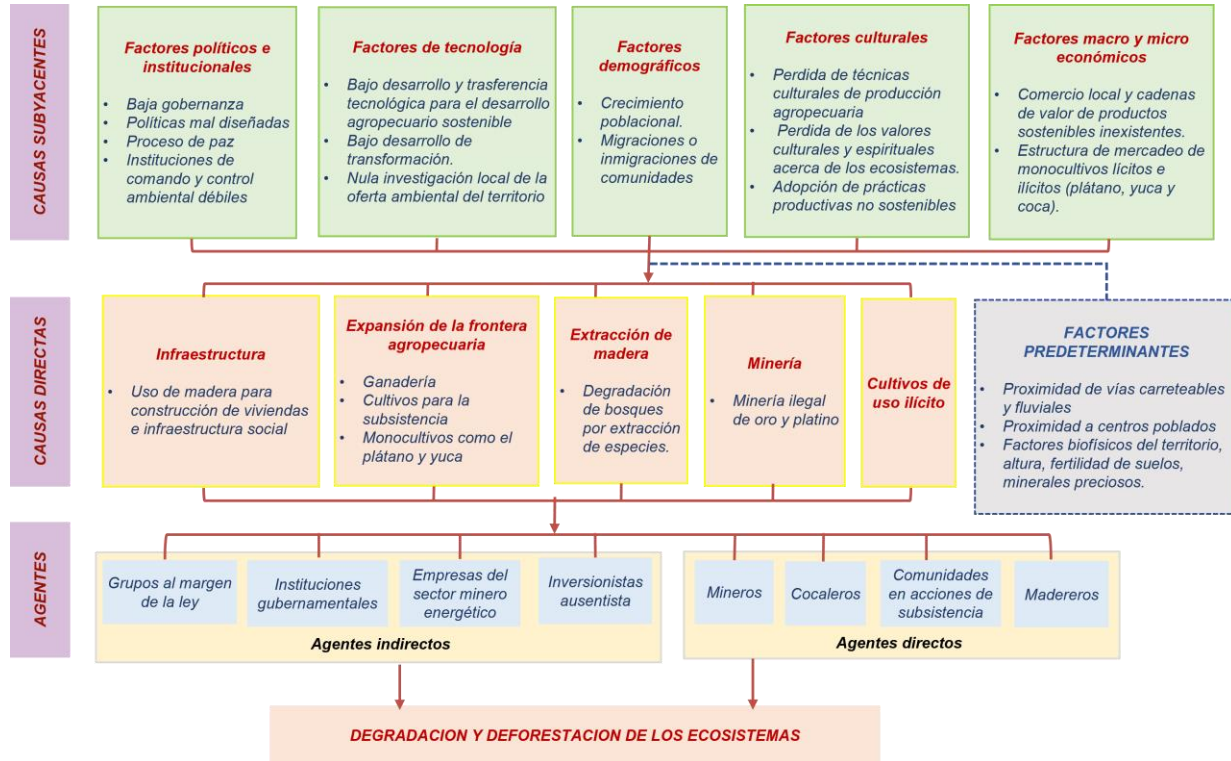 CAUSAS SUBYACENTES
Factores políticos e
institucionales
• Baja gobernanza
• Políticas mal diseñadas
• Proceso de paz
• Instituciones de
comando y control
ambiental débiles
Factores de tecnología
• Bajo desarrollo y trasferencia
tecnológica para el desarrollo
agropecuario sostenible
• Bajo desarrollo de
transformación.
• Nula investigación local de la
oferta ambiental del territorio
Factores
demográficos
• Crecimiento
poblacional.
• Migraciones o
inmigraciones de
comunidades
Factores culturales
• Perdida de técnicas
culturales de producción
agropecuaria
• Perdida de los valores
culturales y espirituales
acerca de los ecosistemas.
• Adopción de prácticas
productivas no sostenibles
Factores macro y micro
económicos
• Comercio local y cadenas
de valor de productos
sostenibles inexistentes.
• Estructura de mercadeo de
monocultivos lícitos e
ilícitos (plátano, yuca y
coca).
CAUSAS DIRECTAS
Infraestructura
• Uso de madera para
construcción de viviendas
e infraestructura social
Expansión de la frontera
agropecuaria
• Ganadería
• Cultivos para la
subsistencia
• Monocultivos como el
plátano y yuca
Extracción de
madera
• Degradación
de bosques
por extracción
de especies.
Minería
• Minería ilegal
de oro y platino
Cultivos de
uso ilícito
FACTORES
PREDETERMINANTES
• Proximidad de vías carreteables
y fluviales
• Proximidad a centros poblados
• Factores biofísicos del territorio,
altura, fertilidad de suelos,
minerales preciosos.
AGENTES
Grupos al margen
de la ley
Instituciones
gubernamentales
Empresas del
sector minero
energético
Inversionistas
ausentista
Agentes indirectos
Mineros
Cocaleros
Comunidades
en acciones de
subsistencia
Madereros
Agentes directos
DEGRADACION Y DEFORESTACION DE LOS ECOSISTEMAS